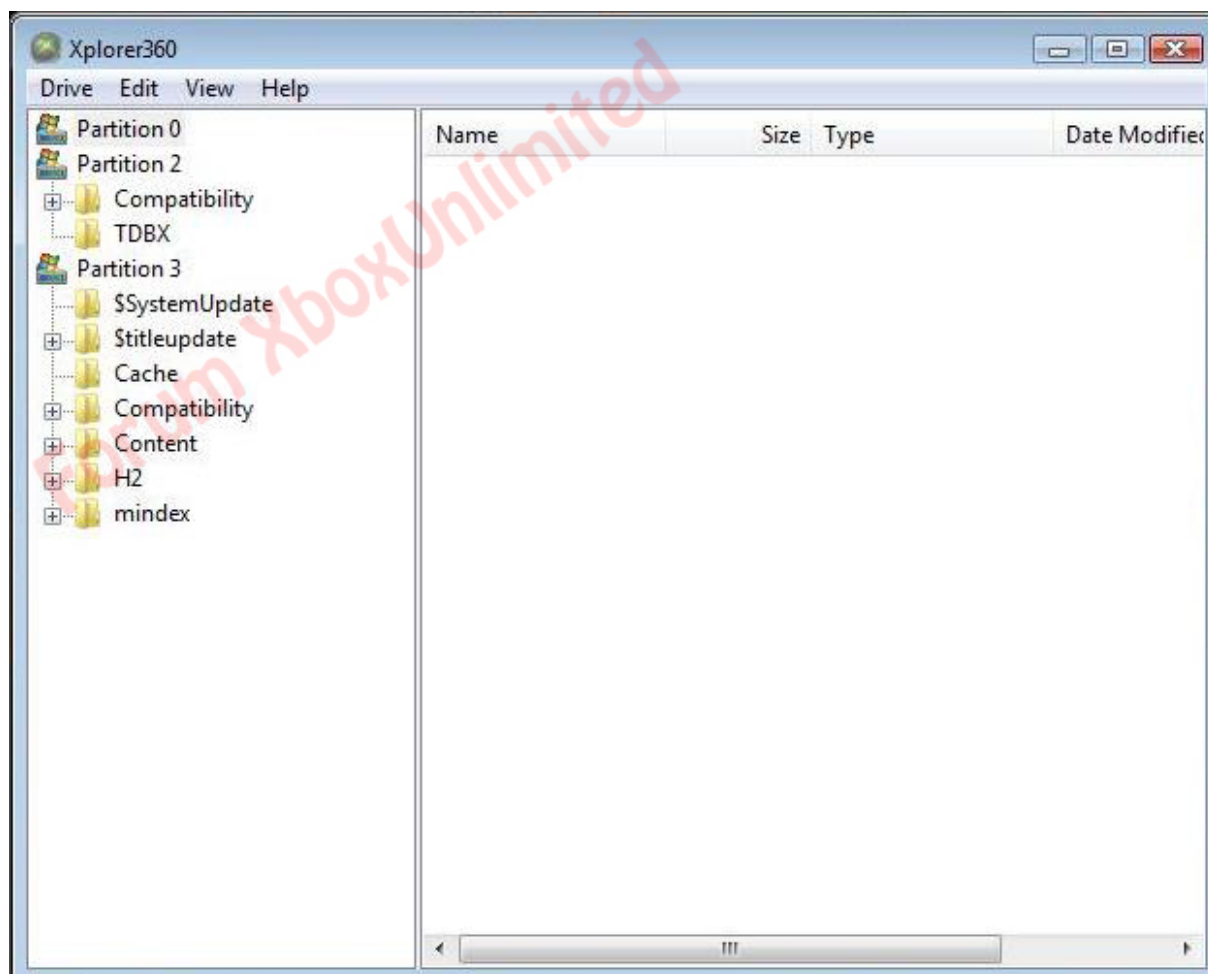 Xplorer360
Drive Edit View Help
Partition 0
Partition 2
Compatibility
TDBX
Partition 3
$SystemUpdate
$titleupdate
Cache
Compatibility
Content
H2
mindex
Name Size Type Date Modified
Forum XboxUnlimited